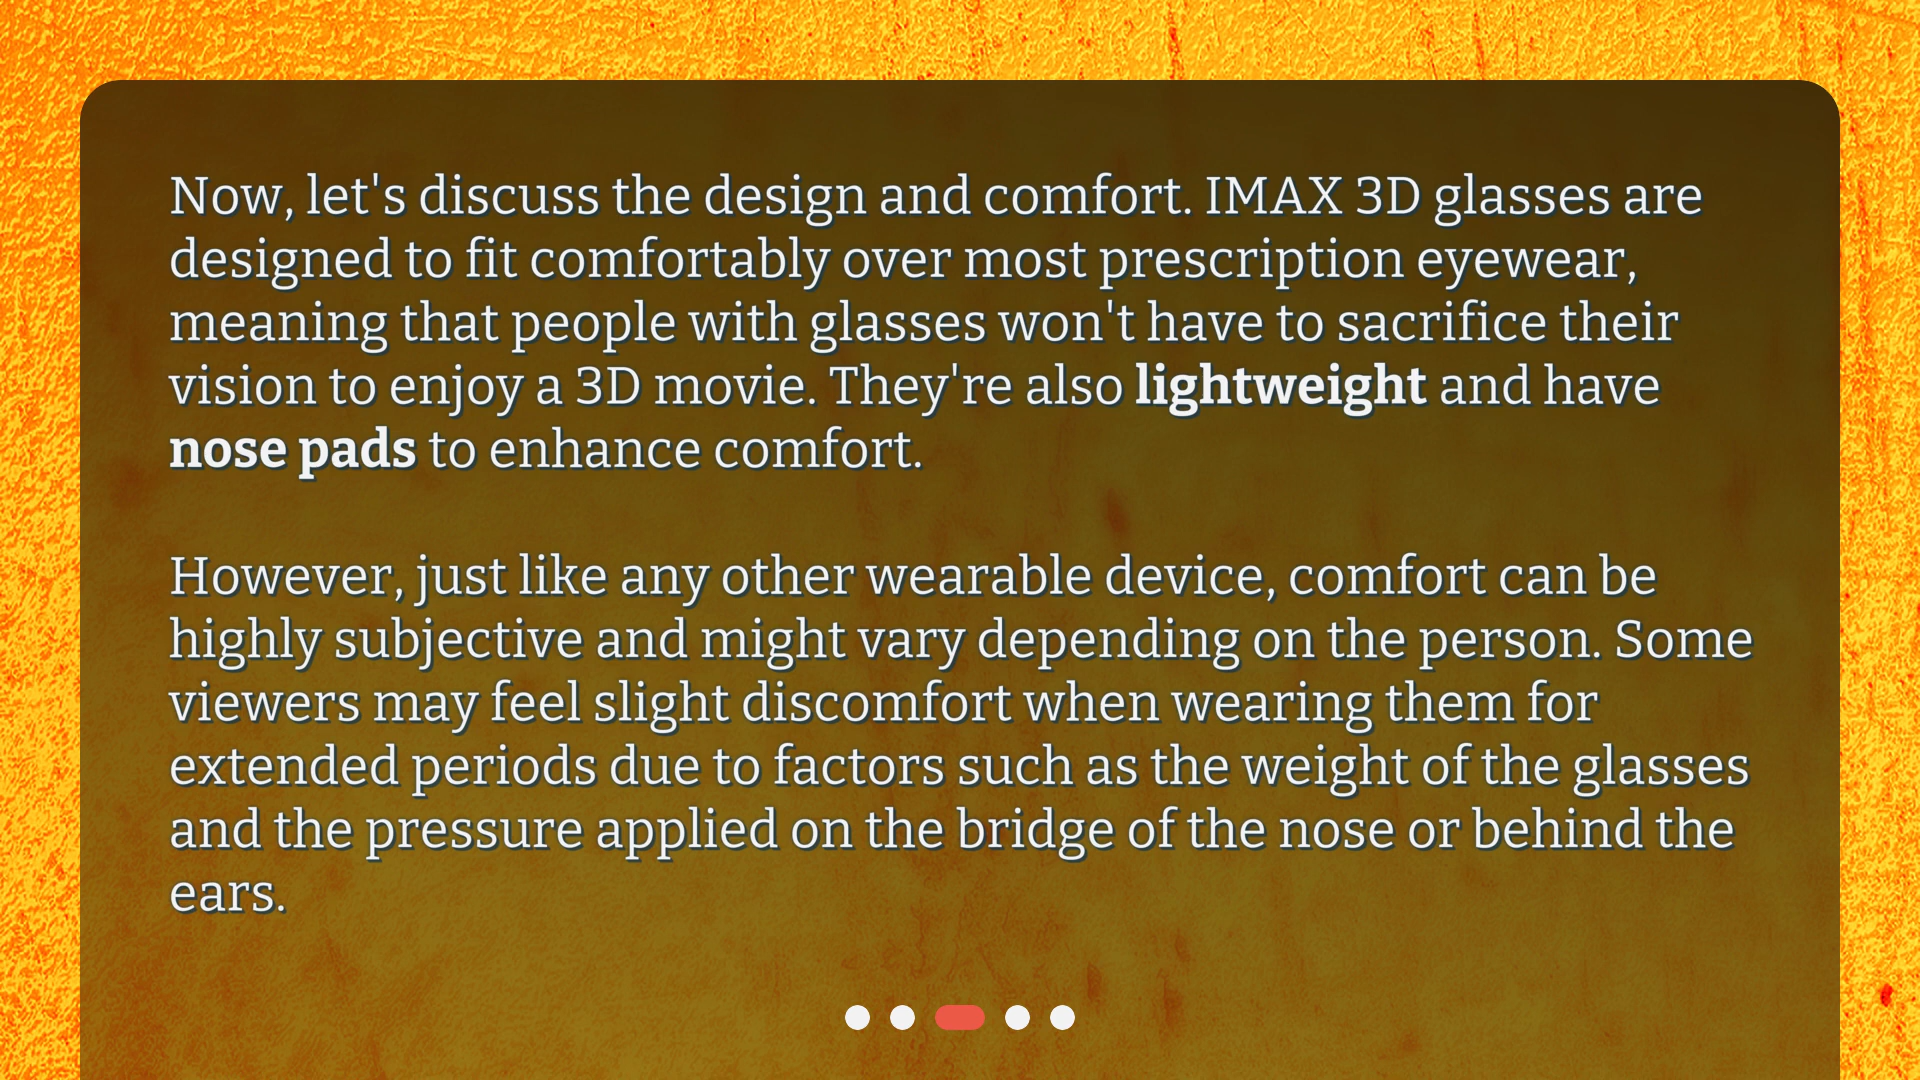 Now, let's discuss the design and comfort. IMAX 3D glasses are
designed to fit comfortably over most prescription eyewear,
meaning that people with glasses won't have to sacrifice their
vision to enjoy a 3D movie. They're also lightweight and have
nose pads to enhance comfort.
However, just like any other wearable device, comfort can be
highly subjective and might vary depending on the person. Some
viewers may feel slight discomfort when wearing them for
extended periods due to factors such as the weight of the glasses
and the pressure applied on the bridge of the nose or behind the
ears.